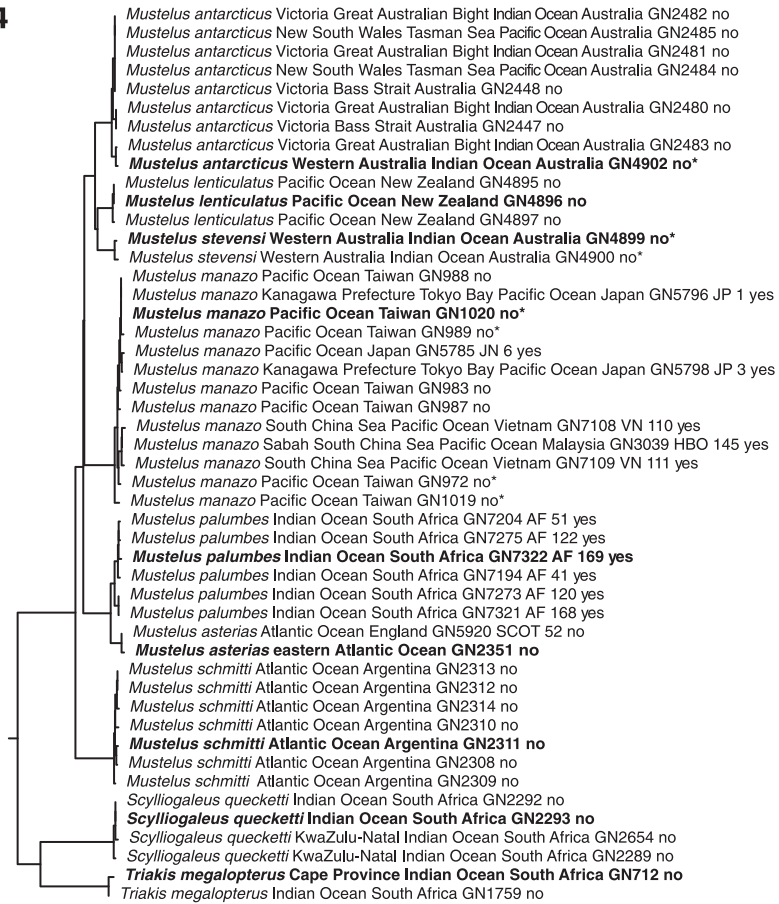 4
Mustelus antarcticus Victoria Great Australian Bight Indian Ocean Australia GN2482 no
Mustelus antarcticus New South Wales Tasman Sea Pacific Ocean Australia GN2485 no
Mustelus antarcticus Victoria Great Australian Bight Indian Ocean Australia GN2481 no
Mustelus antarcticus New South Wales Tasman Sea Pacific Ocean Australia GN2484 no
Mustelus antarcticus Victoria Bass Strait Australia GN2448 no
Mustelus antarcticus Victoria Great Australian Bight Indian Ocean Australia GN2480 no
Mustelus antarcticus Victoria Bass Strait Australia GN2447 no
Mustelus antarcticus Victoria Great Australian Bight Indian Ocean Australia GN2483 no
Mustelus antarcticus Western Australia Indian Ocean Australia GN4902 no*
Mustelus lenticulatus Pacific Ocean New Zealand GN4895 no
Mustelus lenticulatus Pacific Ocean New Zealand GN4896 no
Mustelus lenticulatus Pacific Ocean New Zealand GN4897 no
Mustelus stevensi Western Australia Indian Ocean Australia GN4899 no*
Mustelus stevensi Western Australia Indian Ocean Australia GN4900 no*
Mustelus manazo Pacific Ocean Taiwan GN988 no
Mustelus manazo Kanagawa Prefecture Tokyo Bay Pacific Ocean Japan GN5796 JP 1 yes
Mustelus manazo Pacific Ocean Taiwan GN1020 no*
Mustelus manazo Pacific Ocean Taiwan GN989 no*
Mustelus manazo Pacific Ocean Japan GN5785 JN 6 yes
Mustelus manazo Kanagawa Prefecture Tokyo Bay Pacific Ocean Japan GN5798 JP 3 yes
Mustelus manazo Pacific Ocean Taiwan GN983 no
Mustelus manazo Pacific Ocean Taiwan GN987 no
Mustelus manazo South China Sea Pacific Ocean Vietnam GN7108 VN 110 yes
Mustelus manazo Sabah South China Sea Pacific Ocean Malaysia GN3039 HBO 145 yes
Mustelus manazo South China Sea Pacific Ocean Vietnam GN7109 VN 111 yes
Mustelus manazo Pacific Ocean Taiwan GN972 no*
Mustelus manazo Pacific Ocean Taiwan GN1019 no*
Mustelus palumbes Indian Ocean South Africa GN7204 AF 51 yes
Mustelus palumbes Indian Ocean South Africa GN7275 AF 122 yes
Mustelus palumbes Indian Ocean South Africa GN7322 AF 169 yes
Mustelus palumbes Indian Ocean South Africa GN7194 AF 41 yes
Mustelus palumbes Indian Ocean South Africa GN7273 AF 120 yes
Mustelus palumbes Indian Ocean South Africa GN7321 AF 168 yes
Mustelus asterias Atlantic Ocean England GN5920 SCOT 52 no
Mustelus asterias eastern Atlantic Ocean GN2351 no
Mustelus schmitti Atlantic Ocean Argentina GN2313 no
Mustelus schmitti Atlantic Ocean Argentina GN2312 no
Mustelus schmitti Atlantic Ocean Argentina GN2314 no
Mustelus schmitti Atlantic Ocean Argentina GN2310 no
Mustelus schmitti Atlantic Ocean Argentina GN2311 no
Mustelus schmitti Atlantic Ocean Argentina GN2308 no
Mustelus schmitti Atlantic Ocean Argentina GN2309 no
Scylliogaleus quecketti Indian Ocean South Africa GN2292 no
Scylliogaleus quecketti Indian Ocean South Africa GN2293 no
Scylliogaleus quecketti KwaZulu-Natal Indian Ocean South Africa GN2654 no
Scylliogaleus quecketti KwaZulu-Natal Indian Ocean South Africa GN2289 no
Triakis megalopterus Cape Province Indian Ocean South Africa GN712 no
Triakis megalopterus Indian Ocean South Africa GN1759 no